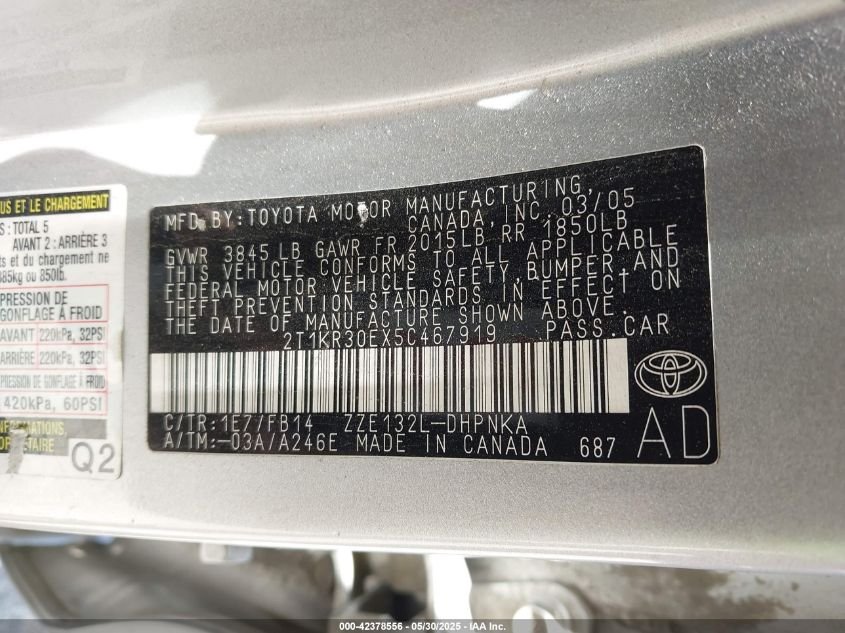 US ET LE CHARGEMENT
S : TOTAL 5
AVANT 2 : ARRIÈRE 3
ts et du chargement ne
385kg ou 850lb.
PRESSION DE
GONFLAGE À FROID
AVANT 220kPa, 32PSI
ARRIÈRE 220kPa, 32PSI
PRESSION DE GONFLAGE À FROID
420kPa, 60PSI
INFORMATIONS,
PROPRIÉTAIRE
Q2
MFD. BY: TOYOTA MOTOR MANUFACTURING,
CANADA, INC. 03/05
GVWR 3845 LB GAWR FR 2015LB RR 1850LB
THIS VEHICLE CONFORMS TO ALL APPLICABLE
FEDERAL MOTOR VEHICLE SAFETY, BUMPER AND
THEFT PREVENTION STANDARDS IN EFFECT ON
THE DATE OF MANUFACTURE SHOWN ABOVE.
2T1KR30EX5C467919 PASS.CAR
C/TR: 1E7/FB14 ZZE132L-DHPNKA
A/TM:-03A/A246E MADE IN CANADA 687
AD
000-42378556 - 05/30/2025 - IAA Inc.